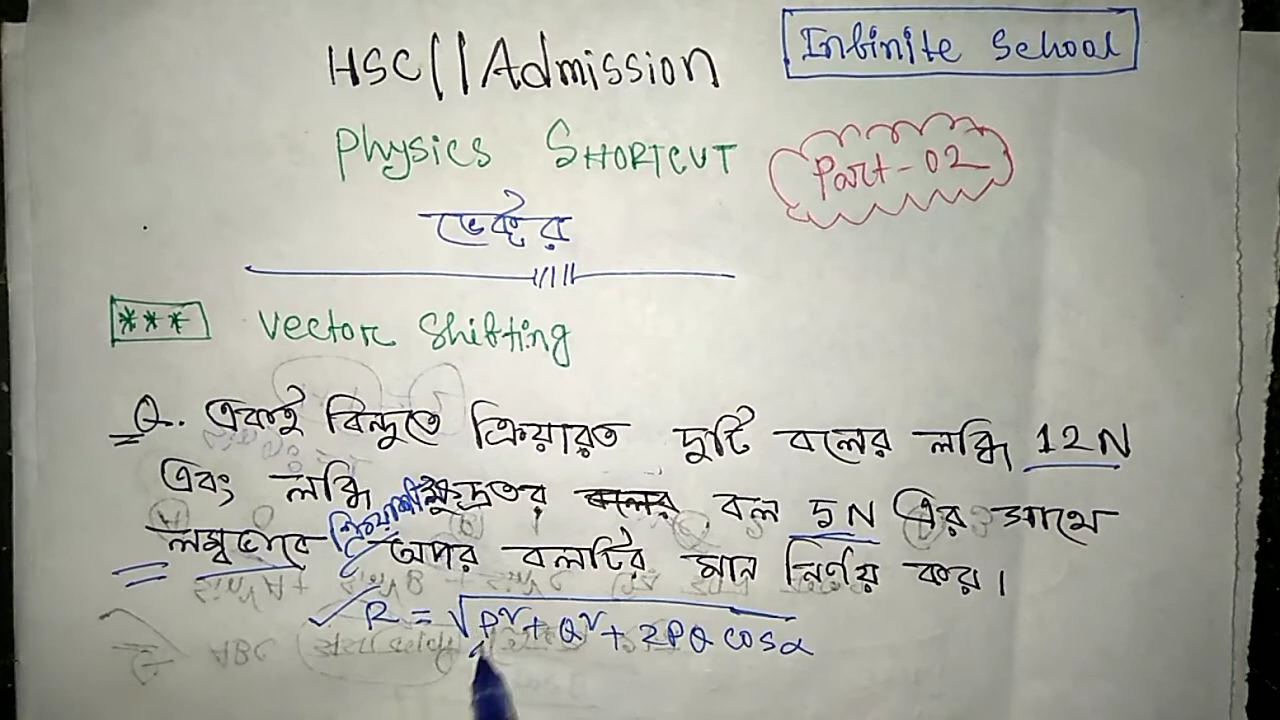 HSC//Admission
Infinite School
Physics SHORTCUT
Part-02
ভেক্টর
*** Vector Shifting
Q. একই বিন্দুতে ক্রিয়ারত দুটি বলের লব্ধি 12N
এবং লব্ধি ক্ষুদ্রতর বলের বল 5N এর সাথে
লম্বভাবে ক্রিয়াশীল অপর বলটির মান নির্ণয় কর।
R = √P²+Q²+2PQ cosα